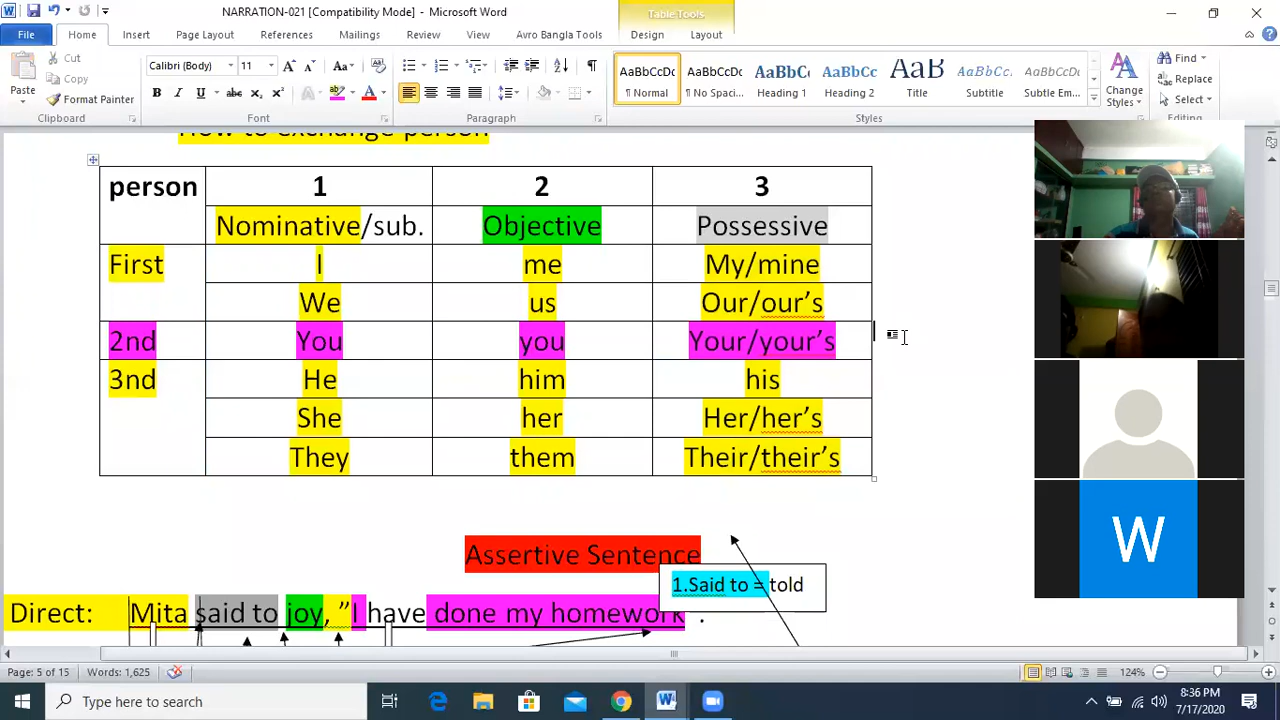 NARRATION-021 [Compatibility Mode] - Microsoft Word
Table Tools
File Home Insert Page Layout References Mailings Review View Avro Bangla Tools Design Layout
Cut
Copy
Format Painter
Paste
Clipboard
Calibri (Body) 11
Font
Paragraph
AaBbCcDc AaBbCcDc AaBbC AaBbCc AaB AaBbCcL AaBbCcDc
¶ Normal ¶ No Spaci... Heading 1 Heading 2 Title Subtitle Subtle Em...
Styles
Change Styles
Find
Replace
Select
Editing
How to exchange person
person 1 2 3
Nominative/sub. Objective Possessive
First I me My/mine
We us Our/our’s
2nd You you Your/your’s
3nd He him his
She her Her/her’s
They them Their/their’s
Assertive Sentence
1.Said to = told
Direct: Mita said to joy, ”I have done my homework .
W
Page: 5 of 15 Words: 1,625 124%
Type here to search
8:36 PM
7/17/2020